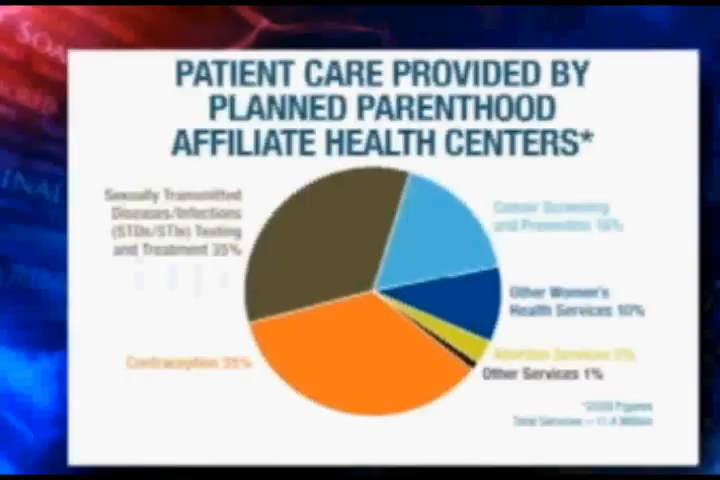 PATIENT CARE PROVIDED BY
PLANNED PARENTHOOD
AFFILIATE HEALTH CENTERS*
Sexually Transmitted
Diseases/Infections
(STDs/STIs) Testing
and Treatment 35%
Cancer Screening
and Prevention
Other Women's
Health Services 10%
Contraception 35%
Abortion Services 3%
Other Services 1%
Total Services